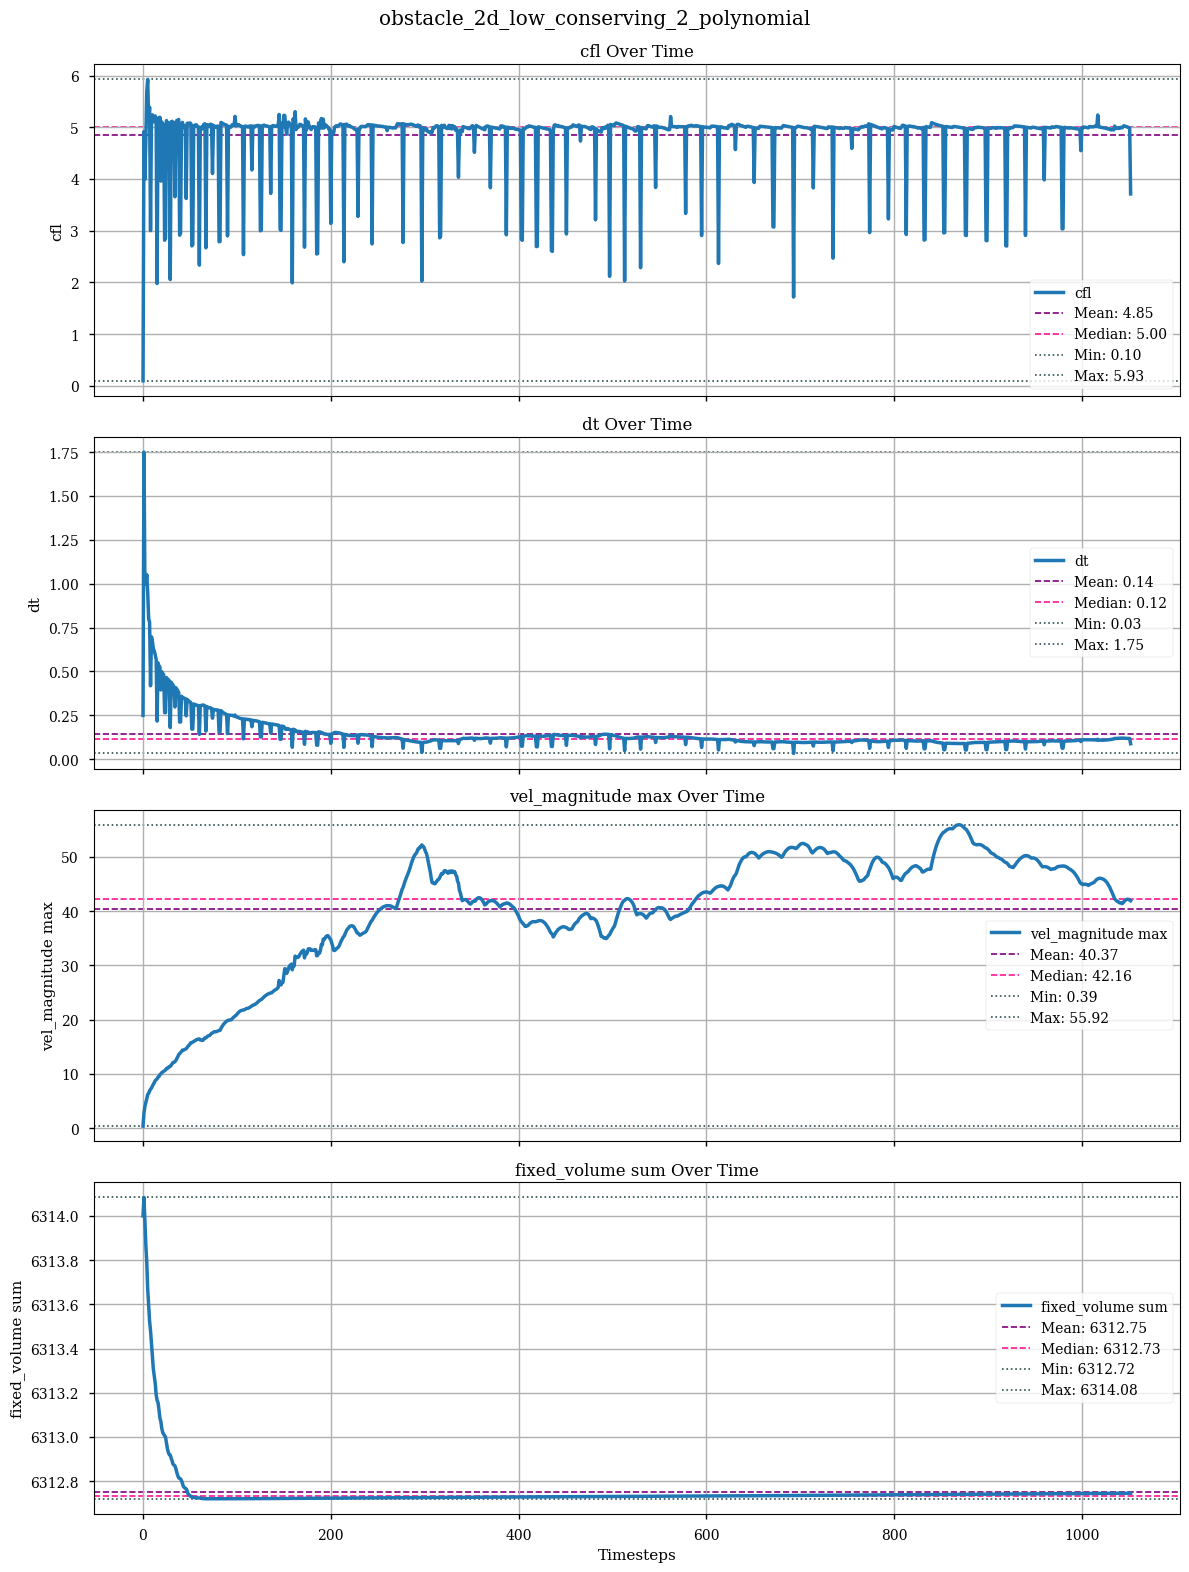 obstacle_2d_low_conserving_2_polynomial
cfl Over Time
6
5
4
3
2
1
0
cfl
cfl
Mean: 4.85
Median: 5.00
Min: 0.10
Max: 5.93
dt Over Time
1.75
1.50
1.25
1.00
0.75
0.50
0.25
0.00
dt
dt
Mean: 0.14
Median: 0.12
Min: 0.03
Max: 1.75
vel_magnitude max Over Time
50
40
30
20
10
0
vel_magnitude max
vel_magnitude max
Mean: 40.37
Median: 42.16
Min: 0.39
Max: 55.92
fixed_volume sum Over Time
6314.0
6313.8
6313.6
6313.4
6313.2
6313.0
6312.8
fixed_volume sum
fixed_volume sum
Mean: 6312.75
Median: 6312.73
Min: 6312.72
Max: 6314.08
0 200 400 600 800 1000
Timesteps